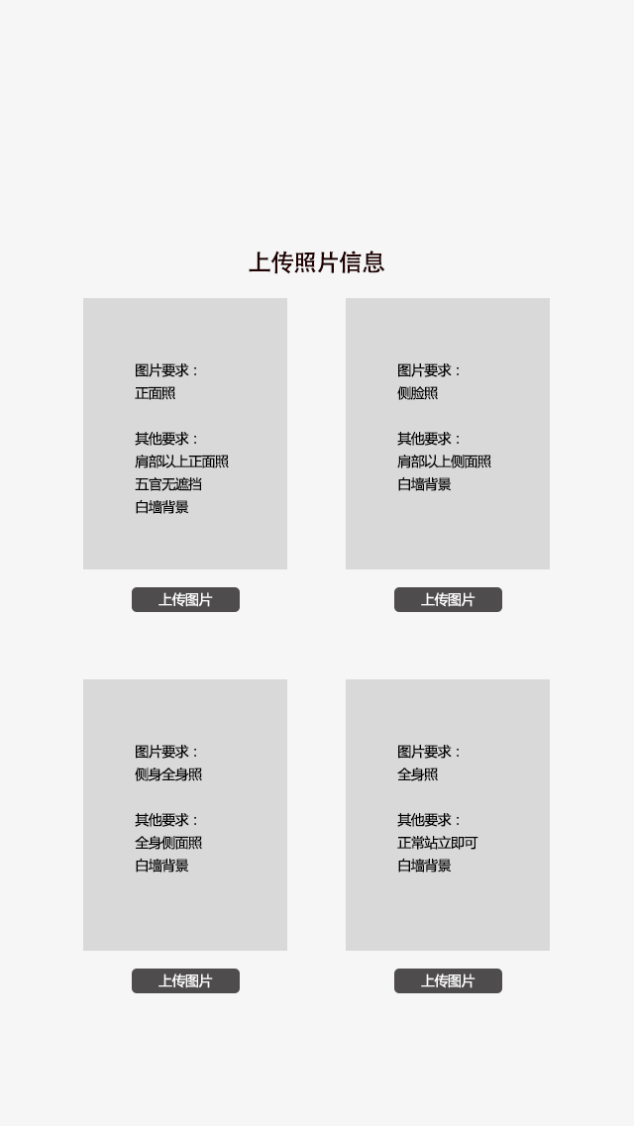 上传照片信息
图片要求：
正面照
其他要求：
肩部以上正面照
五官无遮挡
白墙背景
上传图片
图片要求：
侧脸照
其他要求：
肩部以上侧面照
白墙背景
上传图片
图片要求：
侧身全身照
其他要求：
全身侧面照
白墙背景
上传图片
图片要求：
全身照
其他要求：
正常站立即可
白墙背景
上传图片